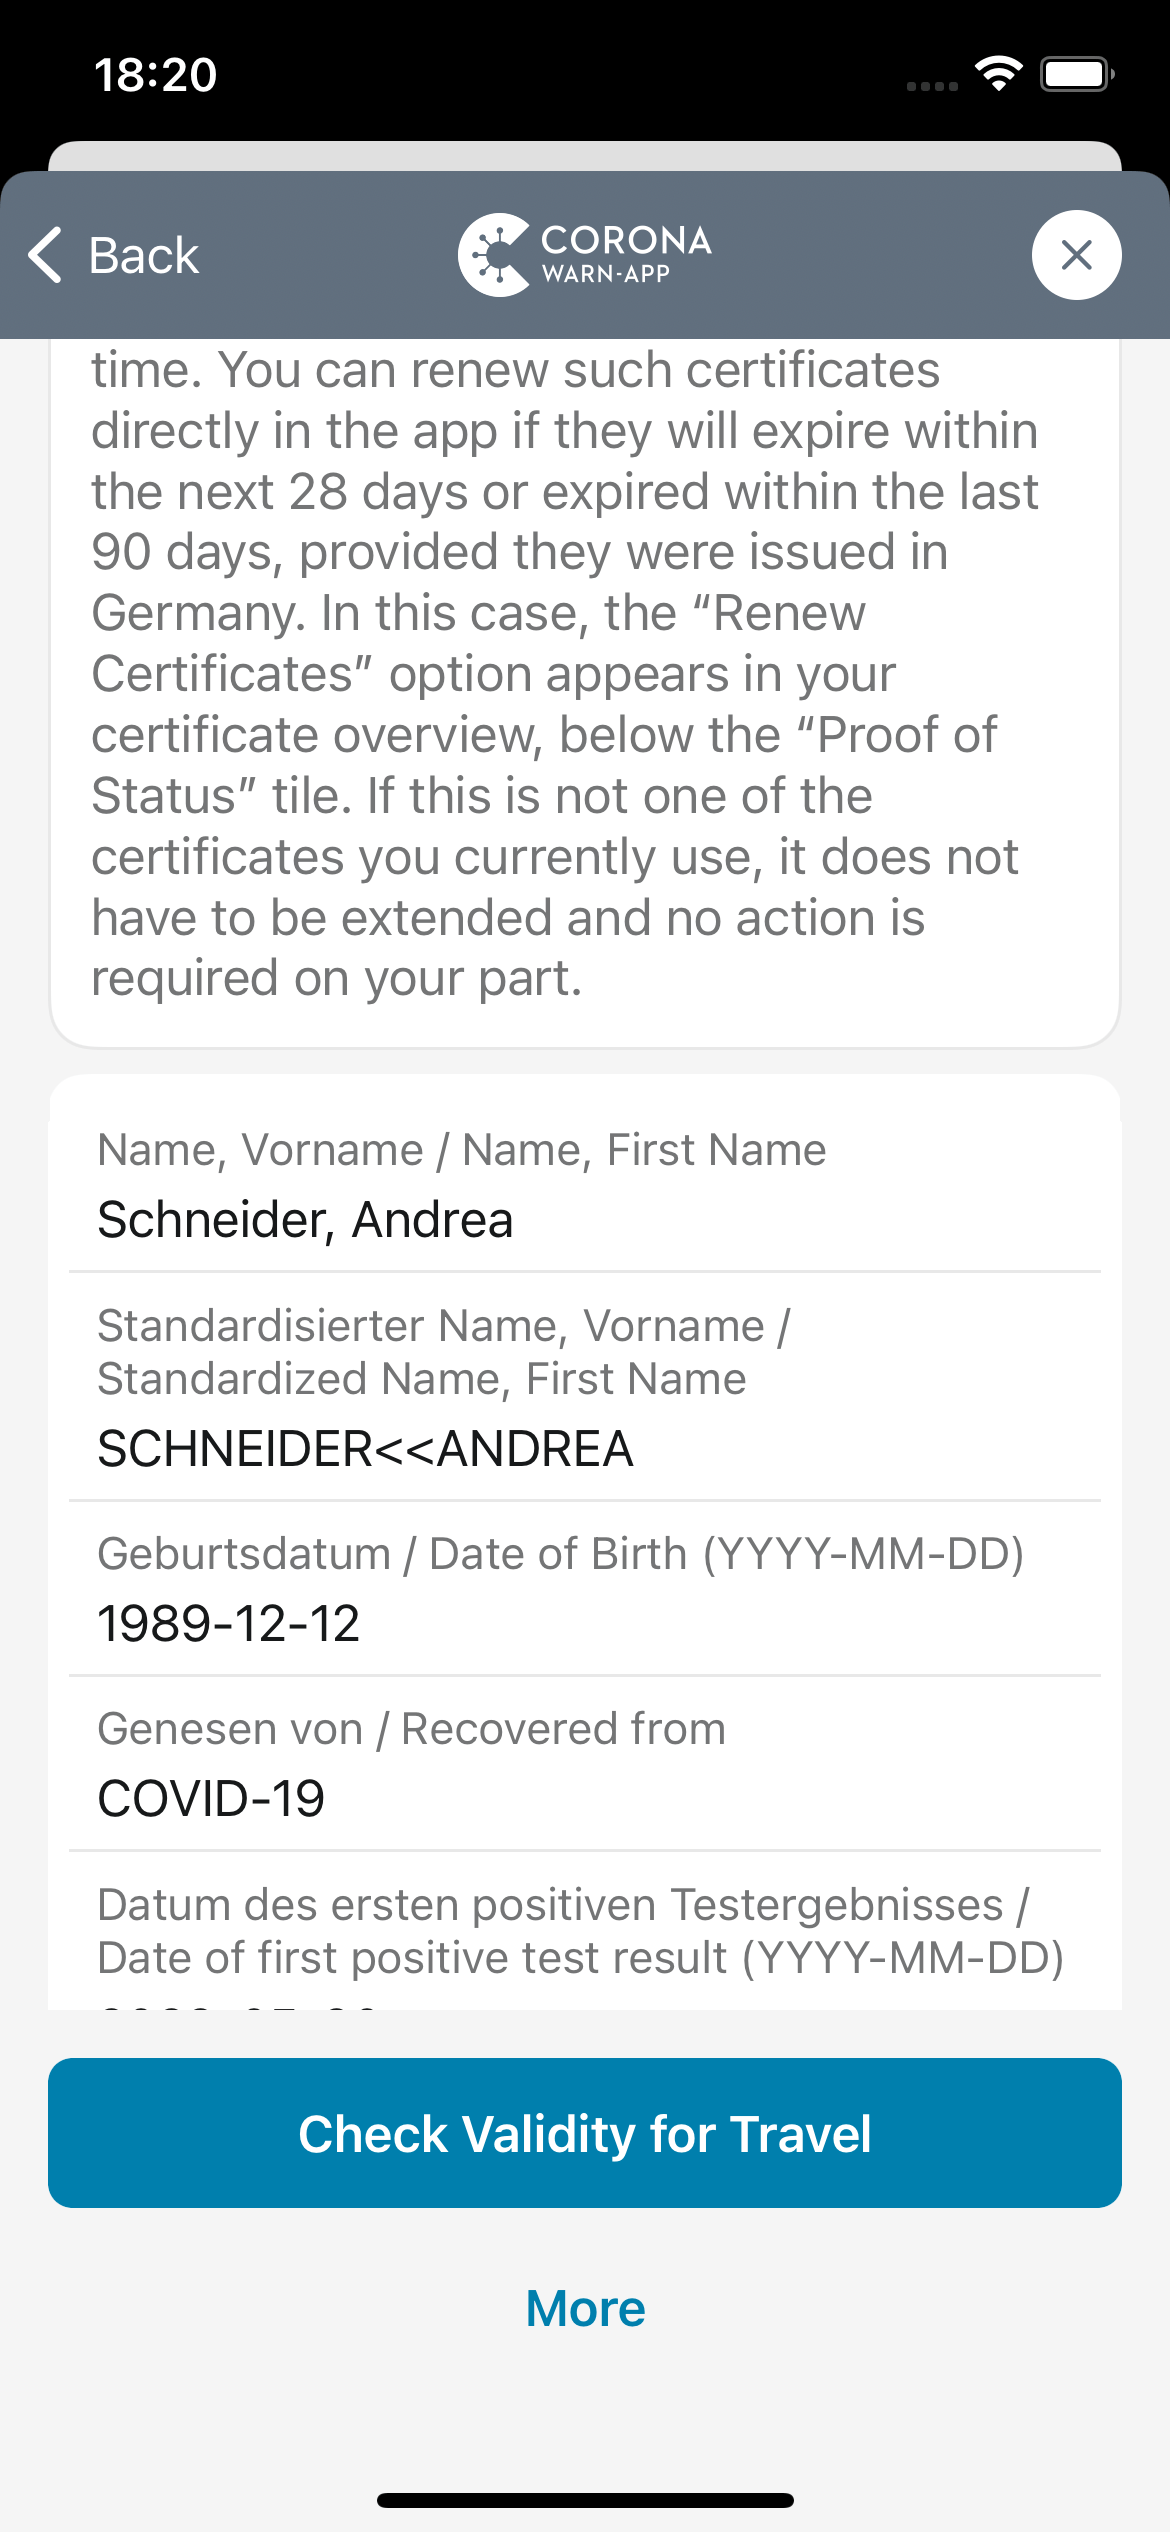 18:20
Back
CORONA
WARN-APP
time. You can renew such certificates
directly in the app if they will expire within
the next 28 days or expired within the last
90 days, provided they were issued in
Germany. In this case, the “Renew
Certificates” option appears in your
certificate overview, below the “Proof of
Status” tile. If this is not one of the
certificates you currently use, it does not
have to be extended and no action is
required on your part.
Name, Vorname / Name, First Name
Schneider, Andrea
Standardisierter Name, Vorname /
Standardized Name, First Name
SCHNEIDER<<ANDREA
Geburtsdatum / Date of Birth (YYYY-MM-DD)
1989-12-12
Genesen von / Recovered from
COVID-19
Datum des ersten positiven Testergebnisses /
Date of first positive test result (YYYY-MM-DD)
Check Validity for Travel
More